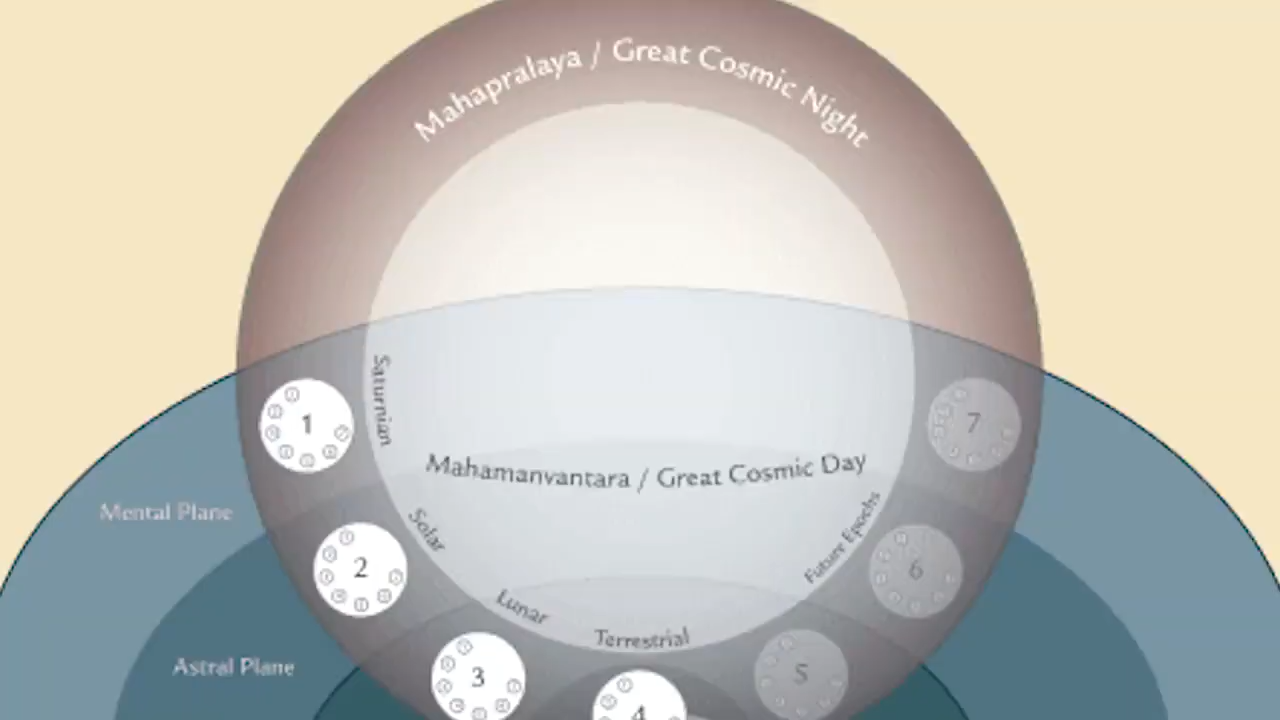 Mahapralaya / Great Cosmic Night
Saturnian
1
7
Mahamanvantara / Great Cosmic Day
Mental Plane
Solar
Future Epochs
2
6
Lunar
Terrestrial
Astral Plane
3
5
4